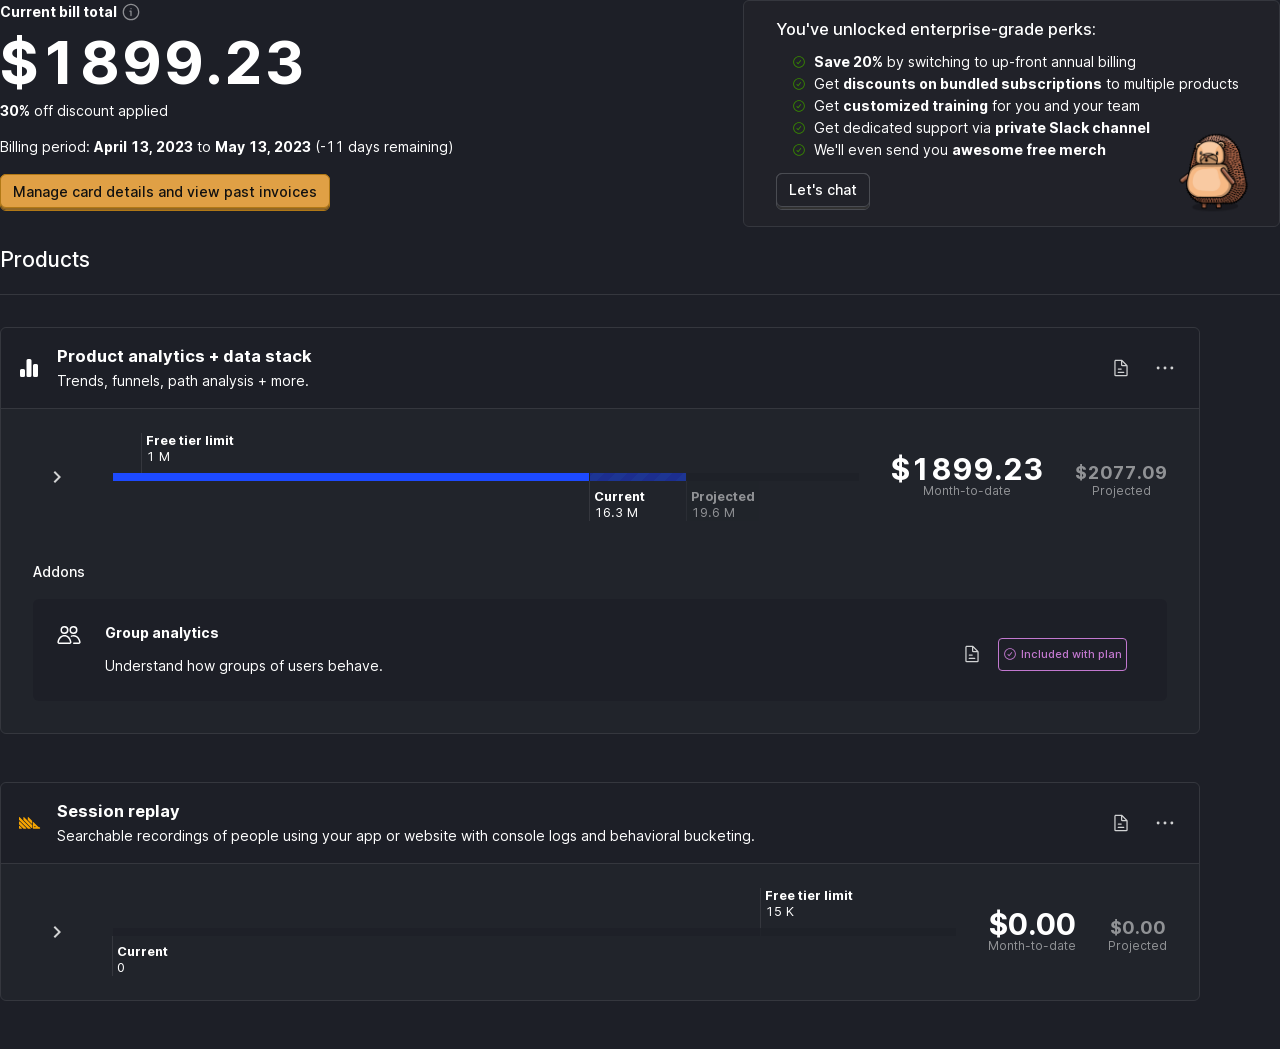 Current bill total
$1899.23
30% off discount applied
Billing period: April 13, 2023 to May 13, 2023 (-11 days remaining)
Manage card details and view past invoices
You've unlocked enterprise-grade perks:
Save 20% by switching to up-front annual billing
Get discounts on bundled subscriptions to multiple products
Get customized training for you and your team
Get dedicated support via private Slack channel
We'll even send you awesome free merch
Let's chat
Products
Product analytics + data stack
Trends, funnels, path analysis + more.
Free tier limit
1 M
Current
16.3 M
Projected
19.6 M
$1899.23
Month-to-date
$2077.09
Projected
Addons
Group analytics
Understand how groups of users behave.
Included with plan
Session replay
Searchable recordings of people using your app or website with console logs and behavioral bucketing.
Free tier limit
15 K
Current
0
$0.00
Month-to-date
$0.00
Projected